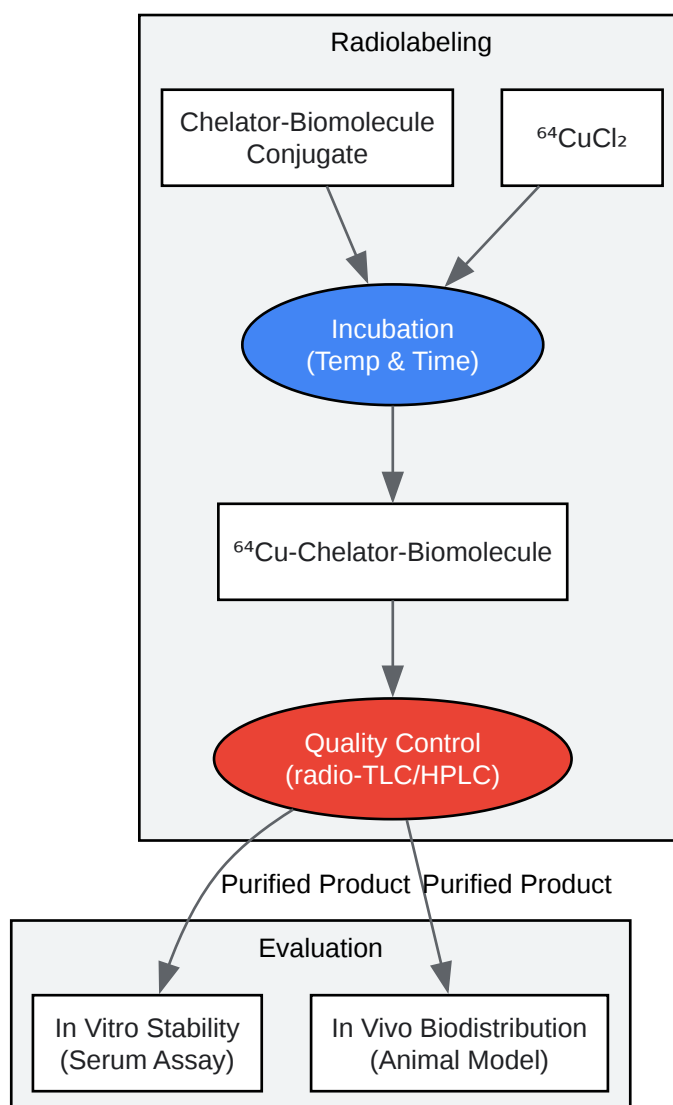 Radiolabeling
Chelator-Biomolecule
Conjugate
⁶⁴CuCl₂
Incubation
(Temp & Time)
⁶⁴Cu-Chelator-Biomolecule
Quality Control
(radio-TLC/HPLC)
Purified Product
Purified Product
Evaluation
In Vitro Stability
(Serum Assay)
In Vivo Biodistribution
(Animal Model)